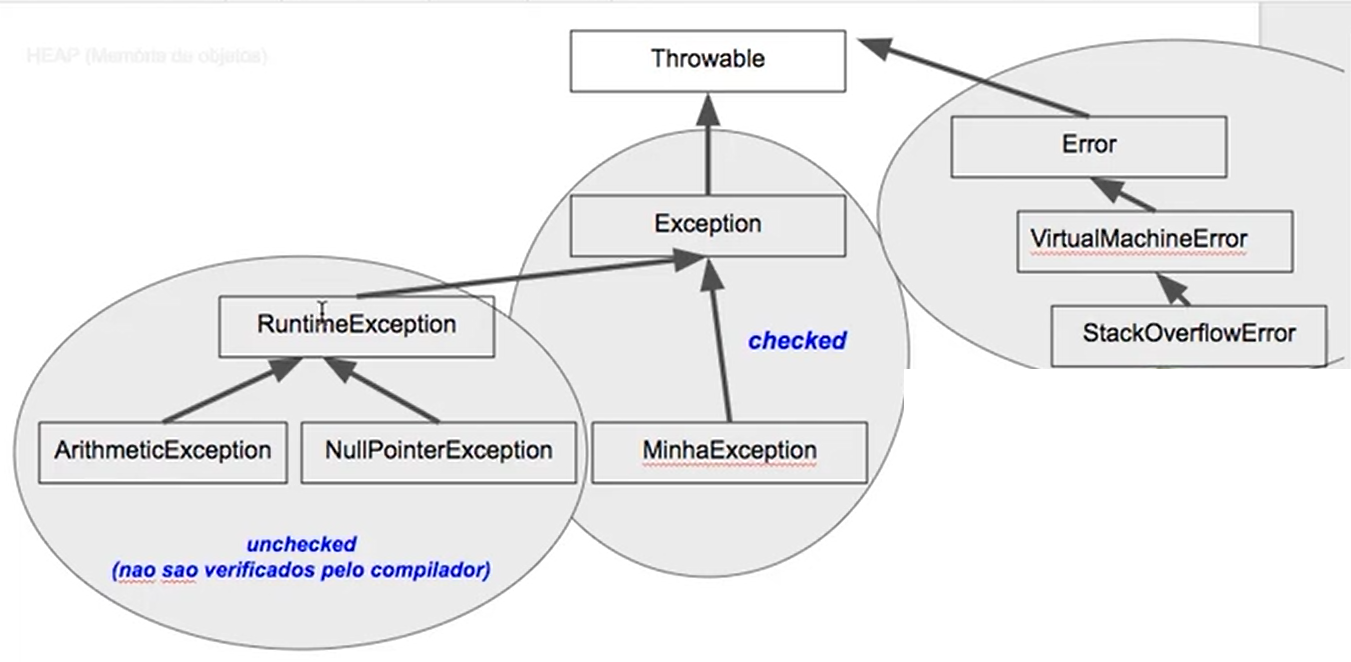 HEAP (Memória de objetos)
Throwable
Error
Exception
VirtualMachineError
RuntimeException
StackOverflowError
checked
ArithmeticException
NullPointerException
MinhaException
unchecked
(nao sao verificados pelo compilador)